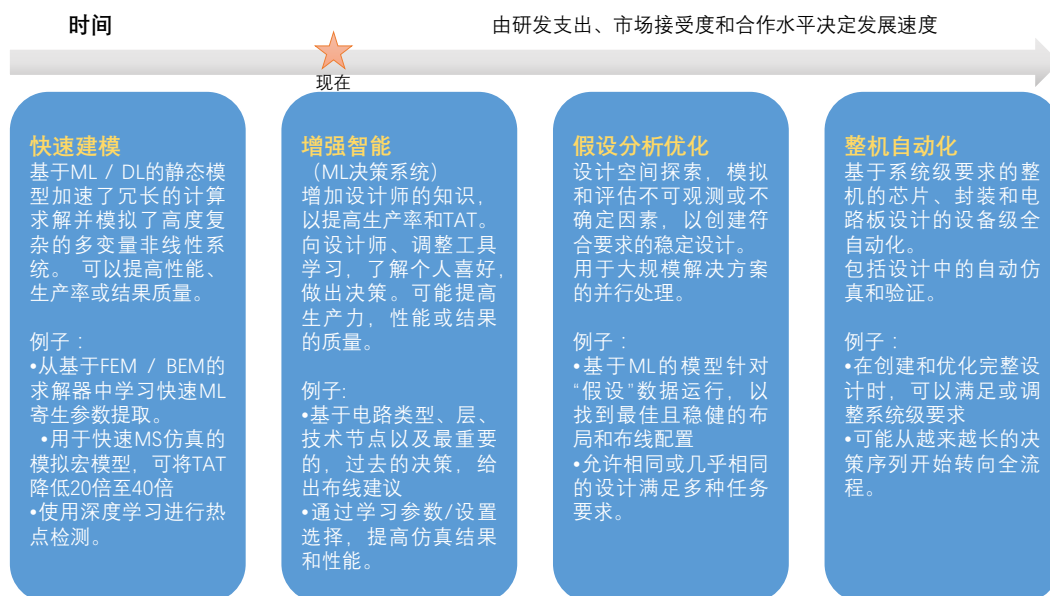 时间
由研发支出、市场接受度和合作水平决定发展速度
现在
快速建模
基于ML / DL的静态模
型加速了冗长的计算
求解并模拟了高度复
杂的多变量非线性系
统。 可以提高性能、
生产率或结果质量。
例子：
•从基于FEM / BEM的
求解器中学习快速ML
寄生参数提取。
•用于快速MS仿真的
模拟宏模型，可将TAT
降低20倍至40倍
•使用深度学习进行热
点检测。
增强智能
（ML决策系统）
增加设计师的知识，
以提高生产率和TAT。
向设计师、调整工具
学习，了解个人喜好，
做出决策。可能提高
生产力，性能或结果
的质量。
例子:
•基于电路类型、层、
技术节点以及最重要
的，过去的决策，给
出布线建议
•通过学习参数/设置
选择，提高仿真结果
和性能。
假设分析优化
设计空间探索，模拟
和评估不可观测或不
确定因素，以创建符
合要求的稳定设计。
用于大规模解决方案
的并行处理。
例子：
•基于ML的模型针对
“假设”数据运行，以
找到最佳且稳健的布
局和布线配置
•允许相同或几乎相同
的设计满足多种任务
要求。
整机自动化
基于系统级要求的整
机的芯片、封装和电
路板设计的设备级全
自动化。
包括设计中的自动仿
真和验证。
例子：
•在创建和优化完整设
计时，可以满足或调
整系统级要求
•可能从越来越长的决
策序列开始转向全流
程。